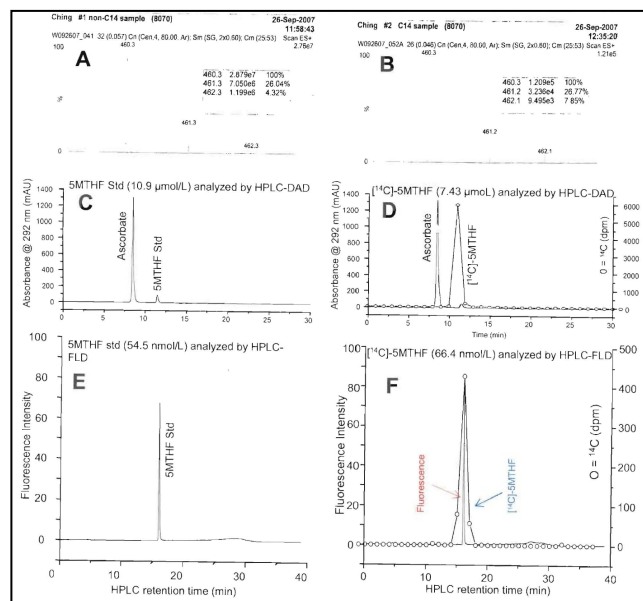 Ching #1 non-C14 sample (8070) 26-Sep-2007
11:58:43
W092607_041 32 (0.057) Cn (Cen,4, 80.00, Ar); Sm (SG, 2x0.60); Cm (25:53) Scan ES+
100 460.3 2.78e7
A
460.3 2.879e7 100%
461.3 7.050e6 26.04%
462.3 1.199e6 4.32%
%
461.3
462.3
0
Ching #2 C14 sample (8070) 26-Sep-2007
12:35:20
W092607_052A 26 (0.046) Cn (Cen,4, 80.00, Ar); Sm (SG, 2x0.60); Cm (25:53) Scan ES+
100 460.3 1.21e5
B
460.3 1.209e5 100%
461.2 3.236e4 26.77%
462.1 9.495e3 7.85%
%
461.2
462.1
0
5MTHF Std (10.9 µmol/L) analyzed by HPLC-DAD
C
Absorbance @ 292 nm (mAU)
1400
1200
1000
800
600
400
200
0
Ascorbate
5MTHF Std
0 5 10 15 20 25 30
[¹⁴C]-5MTHF (7.43 µmoL) analyzed by HPLC-DAD
D
Absorbance @ 292 nm (mAU)
1400
1200
1000
800
600
400
200
0
Ascorbate
[¹⁴C]-5MTHF
6000
5000
4000
3000
2000
1000
0
0 = ¹⁴C (dpm)
0 5 10 15 20 25 30
Time (min)
5MTHF std (54.5 nmol/L) analyzed by HPLC-
FLD
E
Fluorescence Intensity
100
80
60
40
20
0
5MTHF Std
0 10 20 30 40
HPLC retention time (min)
[¹⁴C]-5MTHF (66.4 nmol/L) analyzed by HPLC-FLD
F
Fluorescence Intensity
100
80
60
40
20
0
Fluorescence
[¹⁴C]-5MTHF
500
400
300
200
100
0
O = ¹⁴C (dpm)
0 10 20 30 40
HPLC retention time (min)